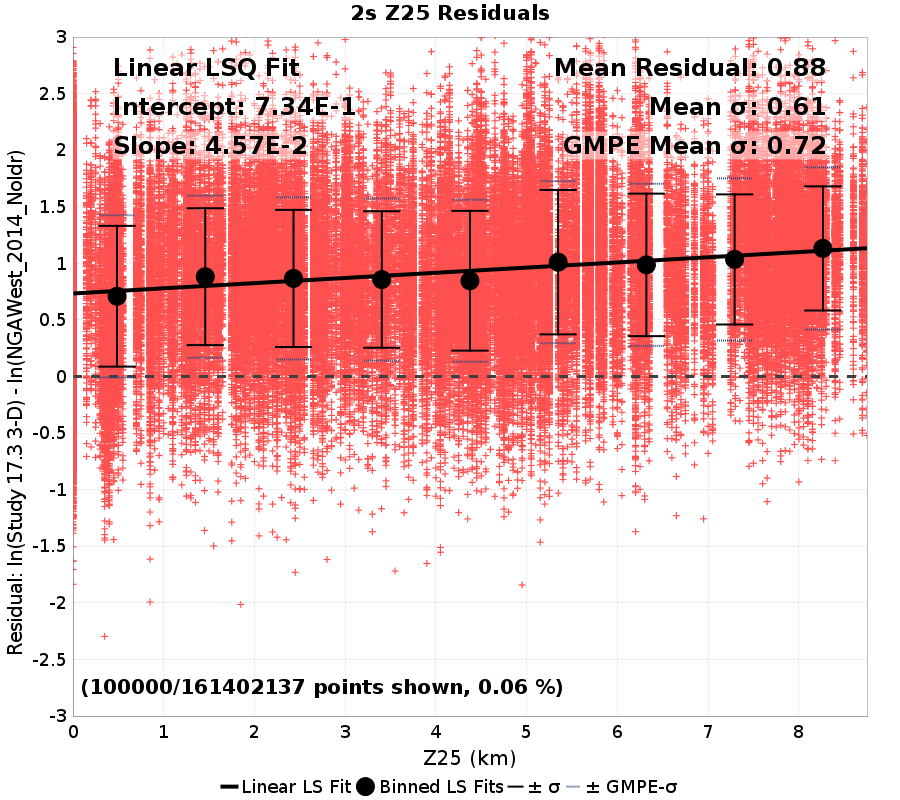 2s Z25 Residuals
Linear LSQ Fit
Intercept: 7.34E-1
Slope: 4.57E-2
Mean Residual: 0.88
Mean σ: 0.61
GMPE Mean σ: 0.72
Residual: ln(Study 17.3 3-D) - ln(NGAWest_2014_NoIdr)
3
2.5
2
1.5
1
0.5
0
-0.5
-1
-1.5
-2
-2.5
-3
(100000/161402137 points shown, 0.06 %)
0 1 2 3 4 5 6 7 8
Z25 (km)
Linear LS Fit Binned LS Fits ± σ ± GMPE-σ